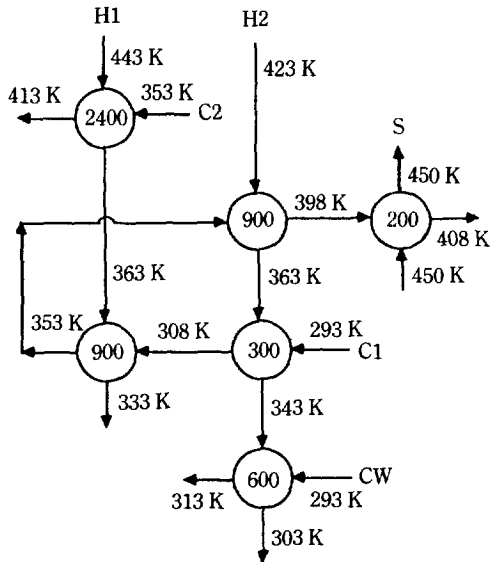 H1
H2
443 K
423 K
413 K
353 K
2400
C2
S
450 K
900
398 K
200
408 K
363 K
363 K
450 K
353 K
308 K
293 K
900
300
C1
333 K
343 K
600
CW
313 K
293 K
303 K